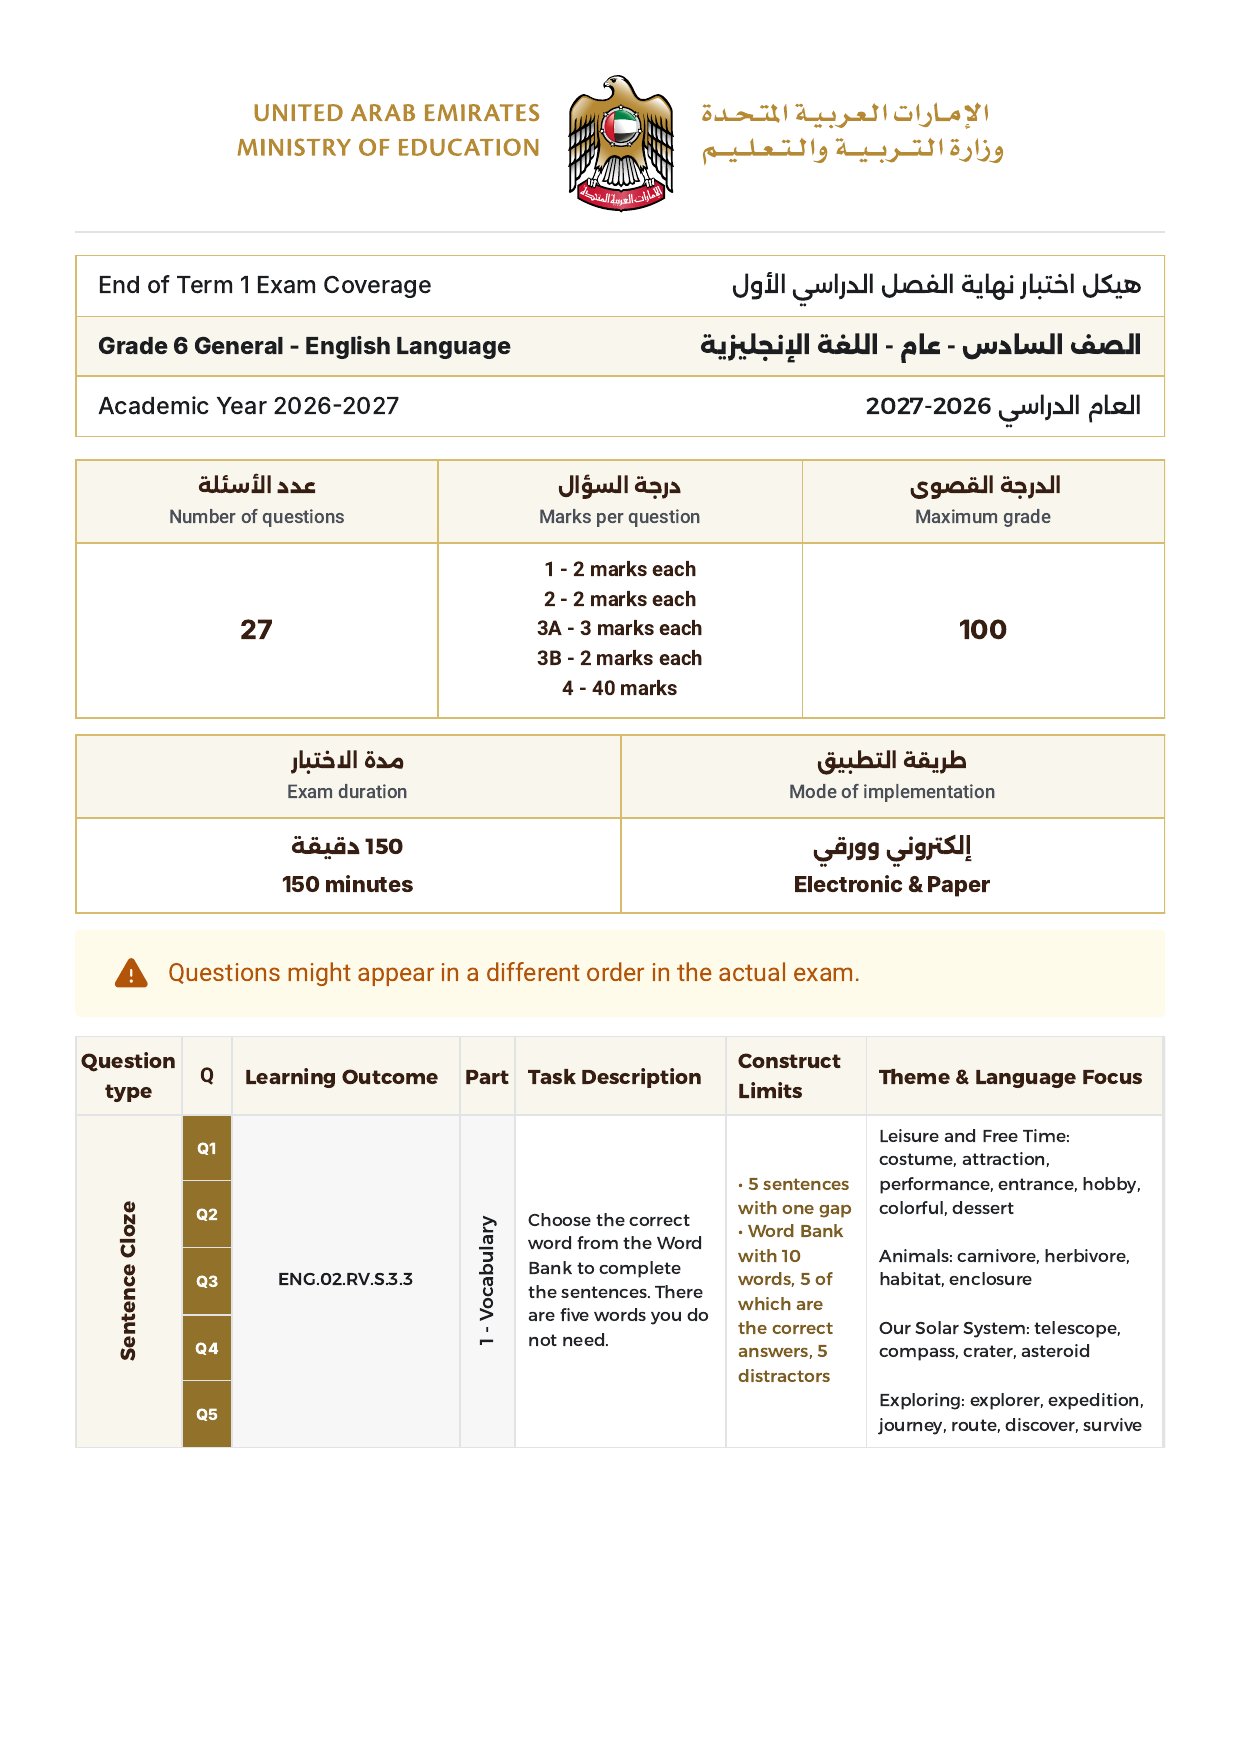 UNITED ARAB EMIRATES
MINISTRY OF EDUCATION
الإمارات العربية المتحدة
وزارة التربية والتعليم
الإمارات العربية المتحدة
End of Term 1 Exam Coverage
هيكل اختبار نهاية الفصل الدراسي الأول
Grade 6 General - English Language
الصف السادس - عام - اللغة الإنجليزية
Academic Year 2026-2027
العام الدراسي 2026-2027
عدد الأسئلة
Number of questions
درجة السؤال
Marks per question
الدرجة القصوى
Maximum grade
27
1 - 2 marks each
2 - 2 marks each
3A - 3 marks each
3B - 2 marks each
4 - 40 marks
100
مدة الاختبار
Exam duration
طريقة التطبيق
Mode of implementation
150 دقيقة
150 minutes
إلكتروني وورقي
Electronic & Paper
Questions might appear in a different order in the actual exam.
Question
type
Q
Learning Outcome
Part
Task Description
Construct
Limits
Theme & Language Focus
Sentence Cloze
Q1
Q2
Q3
Q4
Q5
ENG.02.RV.S.3.3
1 - Vocabulary
Choose the correct
word from the Word
Bank to complete
the sentences. There
are five words you do
not need.
• 5 sentences
with one gap
• Word Bank
with 10
words, 5 of
which are
the correct
answers, 5
distractors
Leisure and Free Time:
costume, attraction,
performance, entrance, hobby,
colorful, dessert
Animals: carnivore, herbivore,
habitat, enclosure
Our Solar System: telescope,
compass, crater, asteroid
Exploring: explorer, expedition,
journey, route, discover, survive